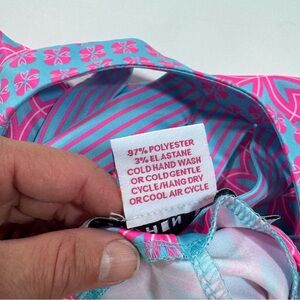 97% POLYESTER
3% ELASTANE
COLD HAND WASH
OR COLD GENTLE
CYCLE/HANG DRY
OR COOL AIR CYCLE